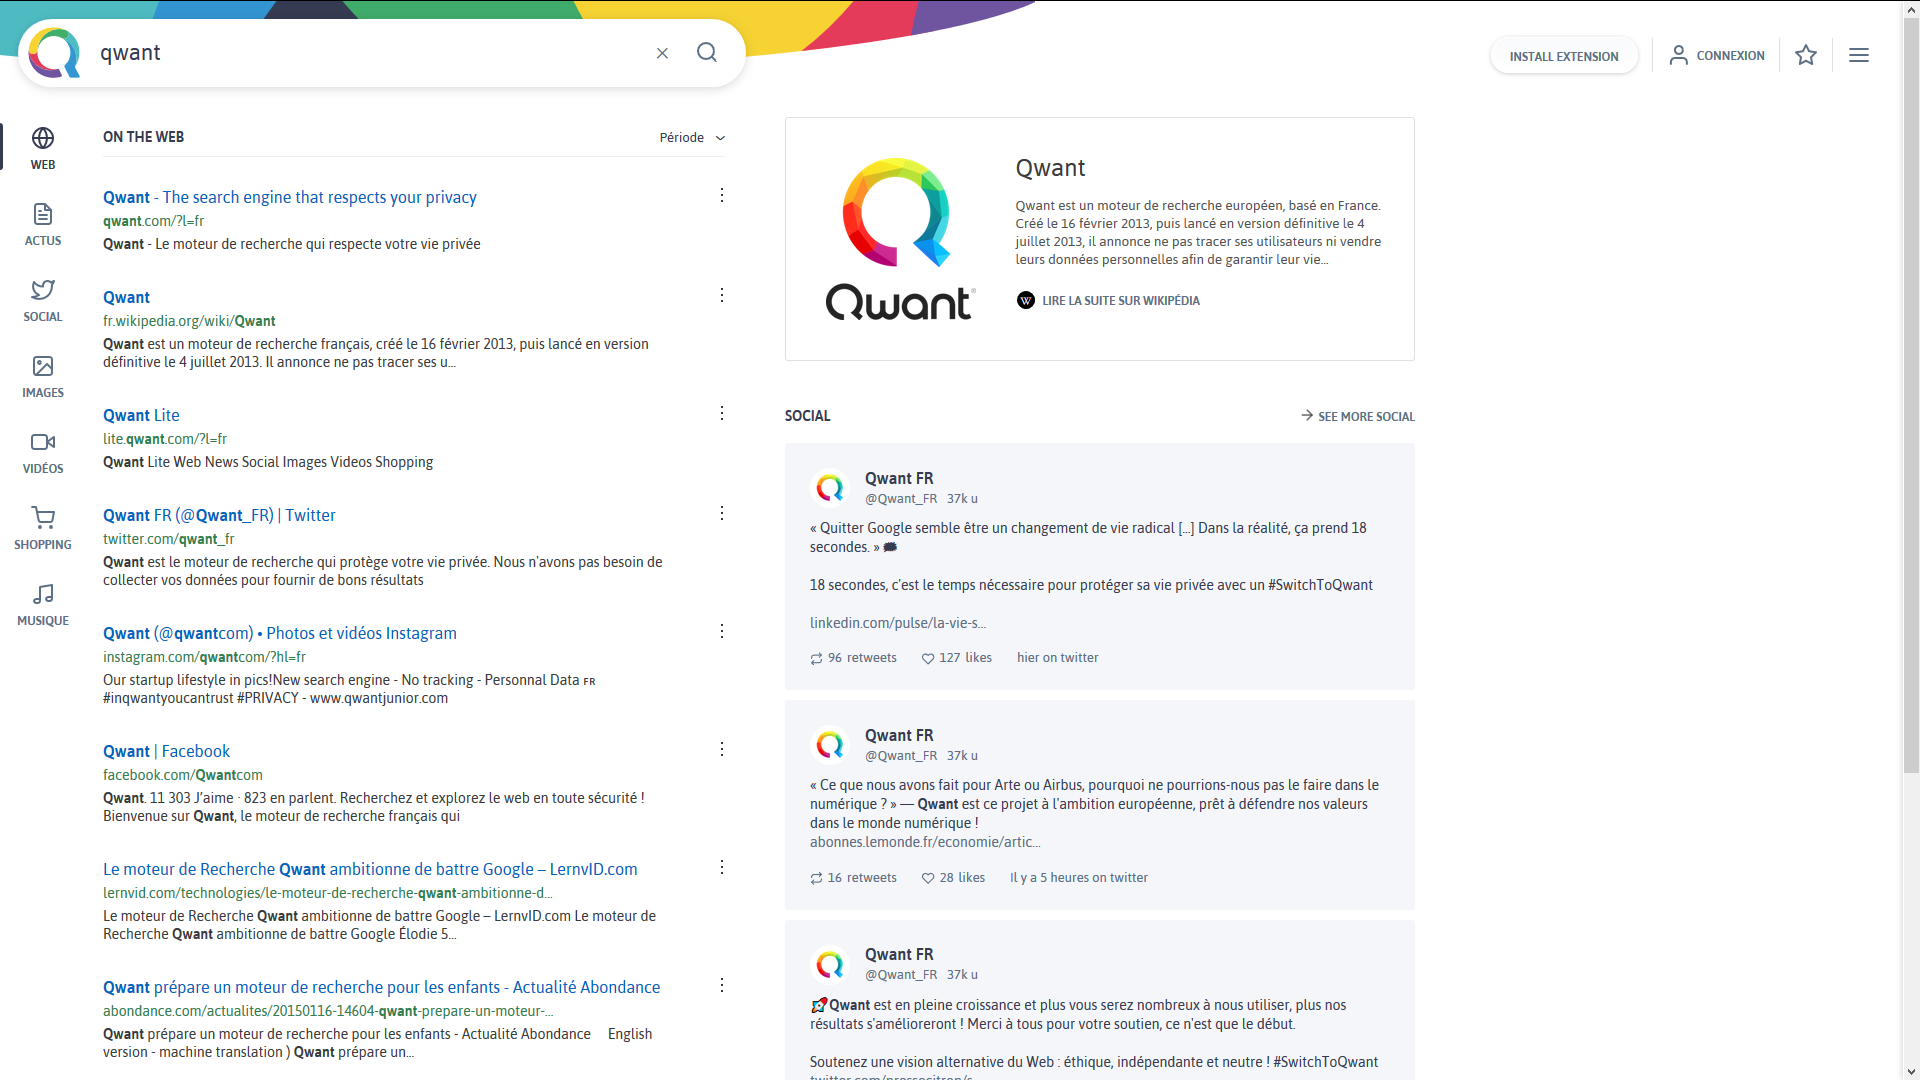 qwant
INSTALL EXTENSION
CONNEXION
WEB
ACTUS
SOCIAL
IMAGES
VIDÉOS
SHOPPING
MUSIQUE
ON THE WEB
Période
Qwant - The search engine that respects your privacy
qwant.com/?l=fr
Qwant - Le moteur de recherche qui respecte votre vie privée
Qwant
fr.wikipedia.org/wiki/Qwant
Qwant est un moteur de recherche français, créé le 16 février 2013, puis lancé en version
définitive le 4 juillet 2013. Il annonce ne pas tracer ses u...
Qwant Lite
lite.qwant.com/?l=fr
Qwant Lite Web News Social Images Videos Shopping
Qwant FR (@Qwant_FR) | Twitter
twitter.com/qwant_fr
Qwant est le moteur de recherche qui protège votre vie privée. Nous n'avons pas besoin de
collecter vos données pour fournir de bons résultats
Qwant (@qwantcom) • Photos et vidéos Instagram
instagram.com/qwantcom/?hl=fr
Our startup lifestyle in pics!New search engine - No tracking - Personnal Data FR
#inqwantyoucantrust #PRIVACY - www.qwantjunior.com
Qwant | Facebook
facebook.com/Qwantcom
Qwant. 11 303 J’aime · 823 en parlent. Recherchez et explorez le web en toute sécurité !
Bienvenue sur Qwant, le moteur de recherche français qui
Le moteur de Recherche Qwant ambitionne de battre Google – LernvID.com
lernvid.com/technologies/le-moteur-de-recherche-qwant-ambitionne-d...
Le moteur de Recherche Qwant ambitionne de battre Google – LernvID.com Le moteur de
Recherche Qwant ambitionne de battre Google Élodie 5...
Qwant prépare un moteur de recherche pour les enfants - Actualité Abondance
abondance.com/actualites/20150116-14604-qwant-prepare-un-moteur-...
Qwant prépare un moteur de recherche pour les enfants - Actualité Abondance English
version - machine translation ) Qwant prépare un...
Qwant
Qwant
Qwant est un moteur de recherche européen, basé en France.
Créé le 16 février 2013, puis lancé en version définitive le 4
juillet 2013, il annonce ne pas tracer ses utilisateurs ni vendre
leurs données personnelles afin de garantir leur vie...
W LIRE LA SUITE SUR WIKIPÉDIA
SOCIAL
SEE MORE SOCIAL
Qwant FR
@Qwant_FR 37k u
« Quitter Google semble être un changement de vie radical [...] Dans la réalité, ça prend 18
secondes. »
18 secondes, c'est le temps nécessaire pour protéger sa vie privée avec un #SwitchToQwant
linkedin.com/pulse/la-vie-s...
96 retweets 127 likes hier on twitter
Qwant FR
@Qwant_FR 37k u
« Ce que nous avons fait pour Arte ou Airbus, pourquoi ne pourrions-nous pas le faire dans le
numérique ? » — Qwant est ce projet à l'ambition européenne, prêt à défendre nos valeurs
dans le monde numérique !
abonnes.lemonde.fr/economie/artic...
16 retweets 28 likes Il y a 5 heures on twitter
Qwant FR
@Qwant_FR 37k u
Qwant est en pleine croissance et plus vous serez nombreux à nous utiliser, plus nos
résultats s'amélioreront ! Merci à tous pour votre soutien, ce n'est que le début.
Soutenez une vision alternative du Web : éthique, indépendante et neutre ! #SwitchToQwant